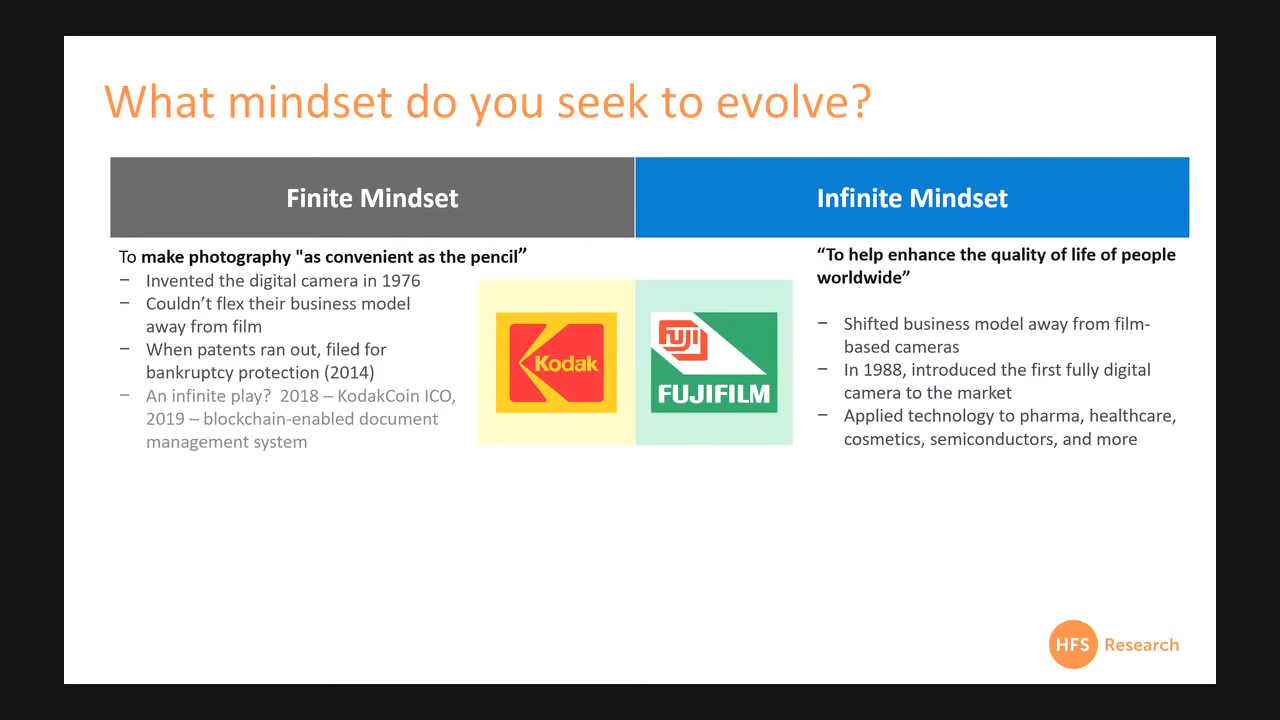 What mindset do you seek to evolve?
Finite Mindset
Infinite Mindset
To make photography "as convenient as the pencil”
− Invented the digital camera in 1976
− Couldn’t flex their business model
away from film
− When patents ran out, filed for
bankruptcy protection (2014)
− An infinite play?  2018 – KodakCoin ICO,
2019 – blockchain-enabled document
management system
Kodak
FUJI
FUJIFILM
“To help enhance the quality of life of people
worldwide”
− Shifted business model away from film-
based cameras
− In 1988, introduced the first fully digital
camera to the market
− Applied technology to pharma, healthcare,
cosmetics, semiconductors, and more
HFS Research